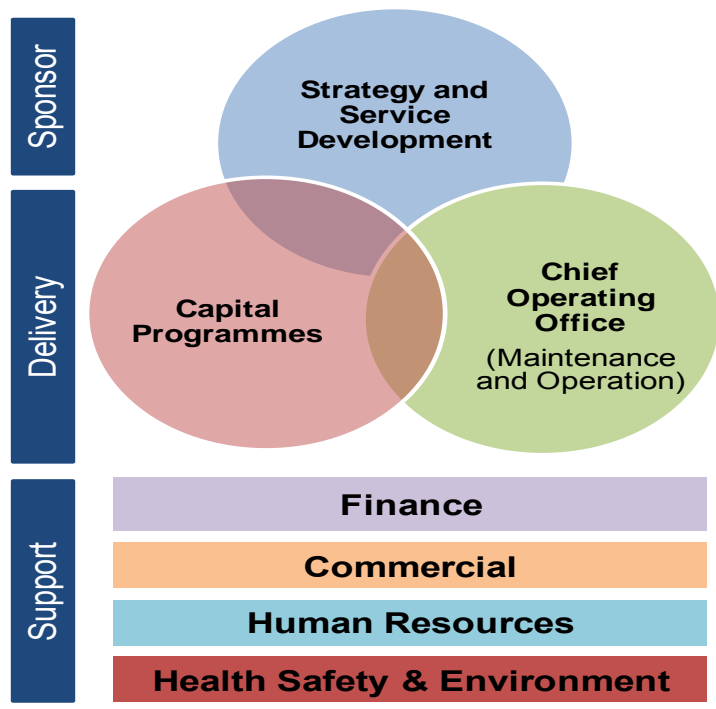 Sponsor
Strategy and
Service
Development
Delivery
Capital
Programmes
Chief
Operating
Office
(Maintenance
and Operation)
Support
Finance
Commercial
Human Resources
Health Safety & Environment